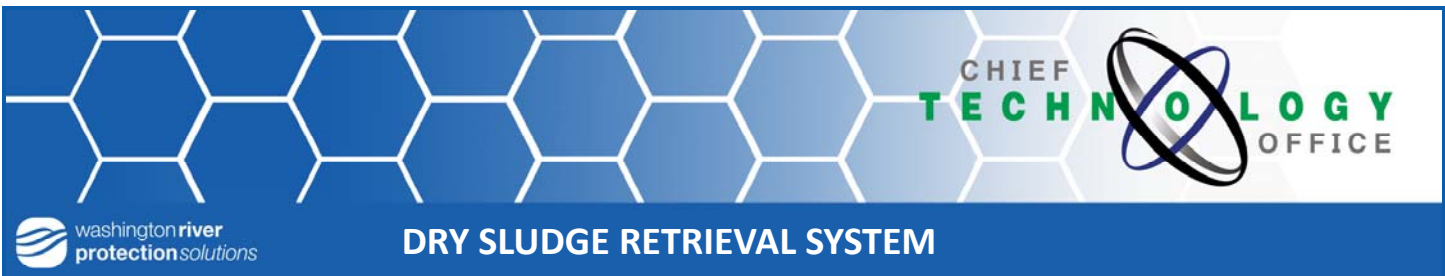 CHIEF
TECHNOLOGY
OFFICE
washington river
protection solutions
DRY SLUDGE RETRIEVAL SYSTEM